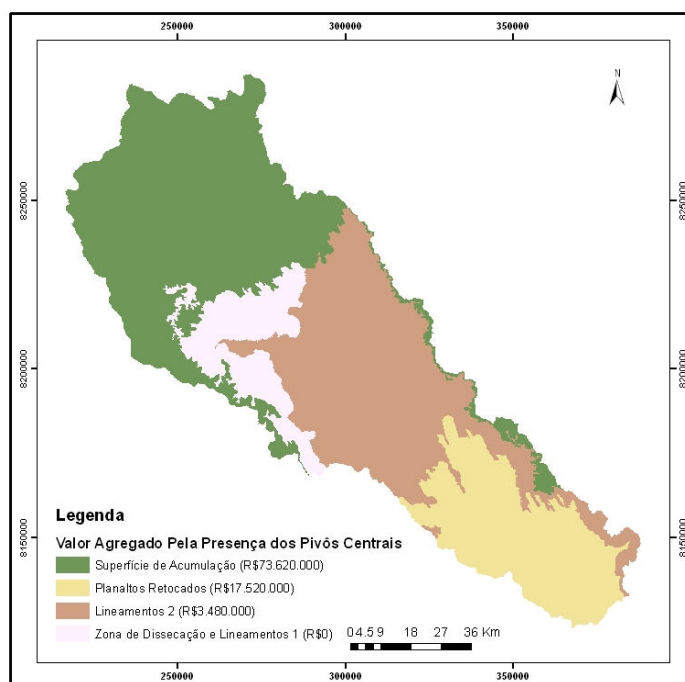 250000 300000 350000
N
8250000 8250000
8200000 8200000
8150000 8150000
Legenda
Valor Agregado Pela Presença dos Pivôs Centrais
Superfície de Acumulação (R$73.620.000)
Planaltos Retocados (R$17.520.000)
Lineamentos 2 (R$3.480.000)
Zona de Dissecação e Lineamentos 1 (R$0)
0 4.5 9 18 27 36 Km
250000 300000 350000